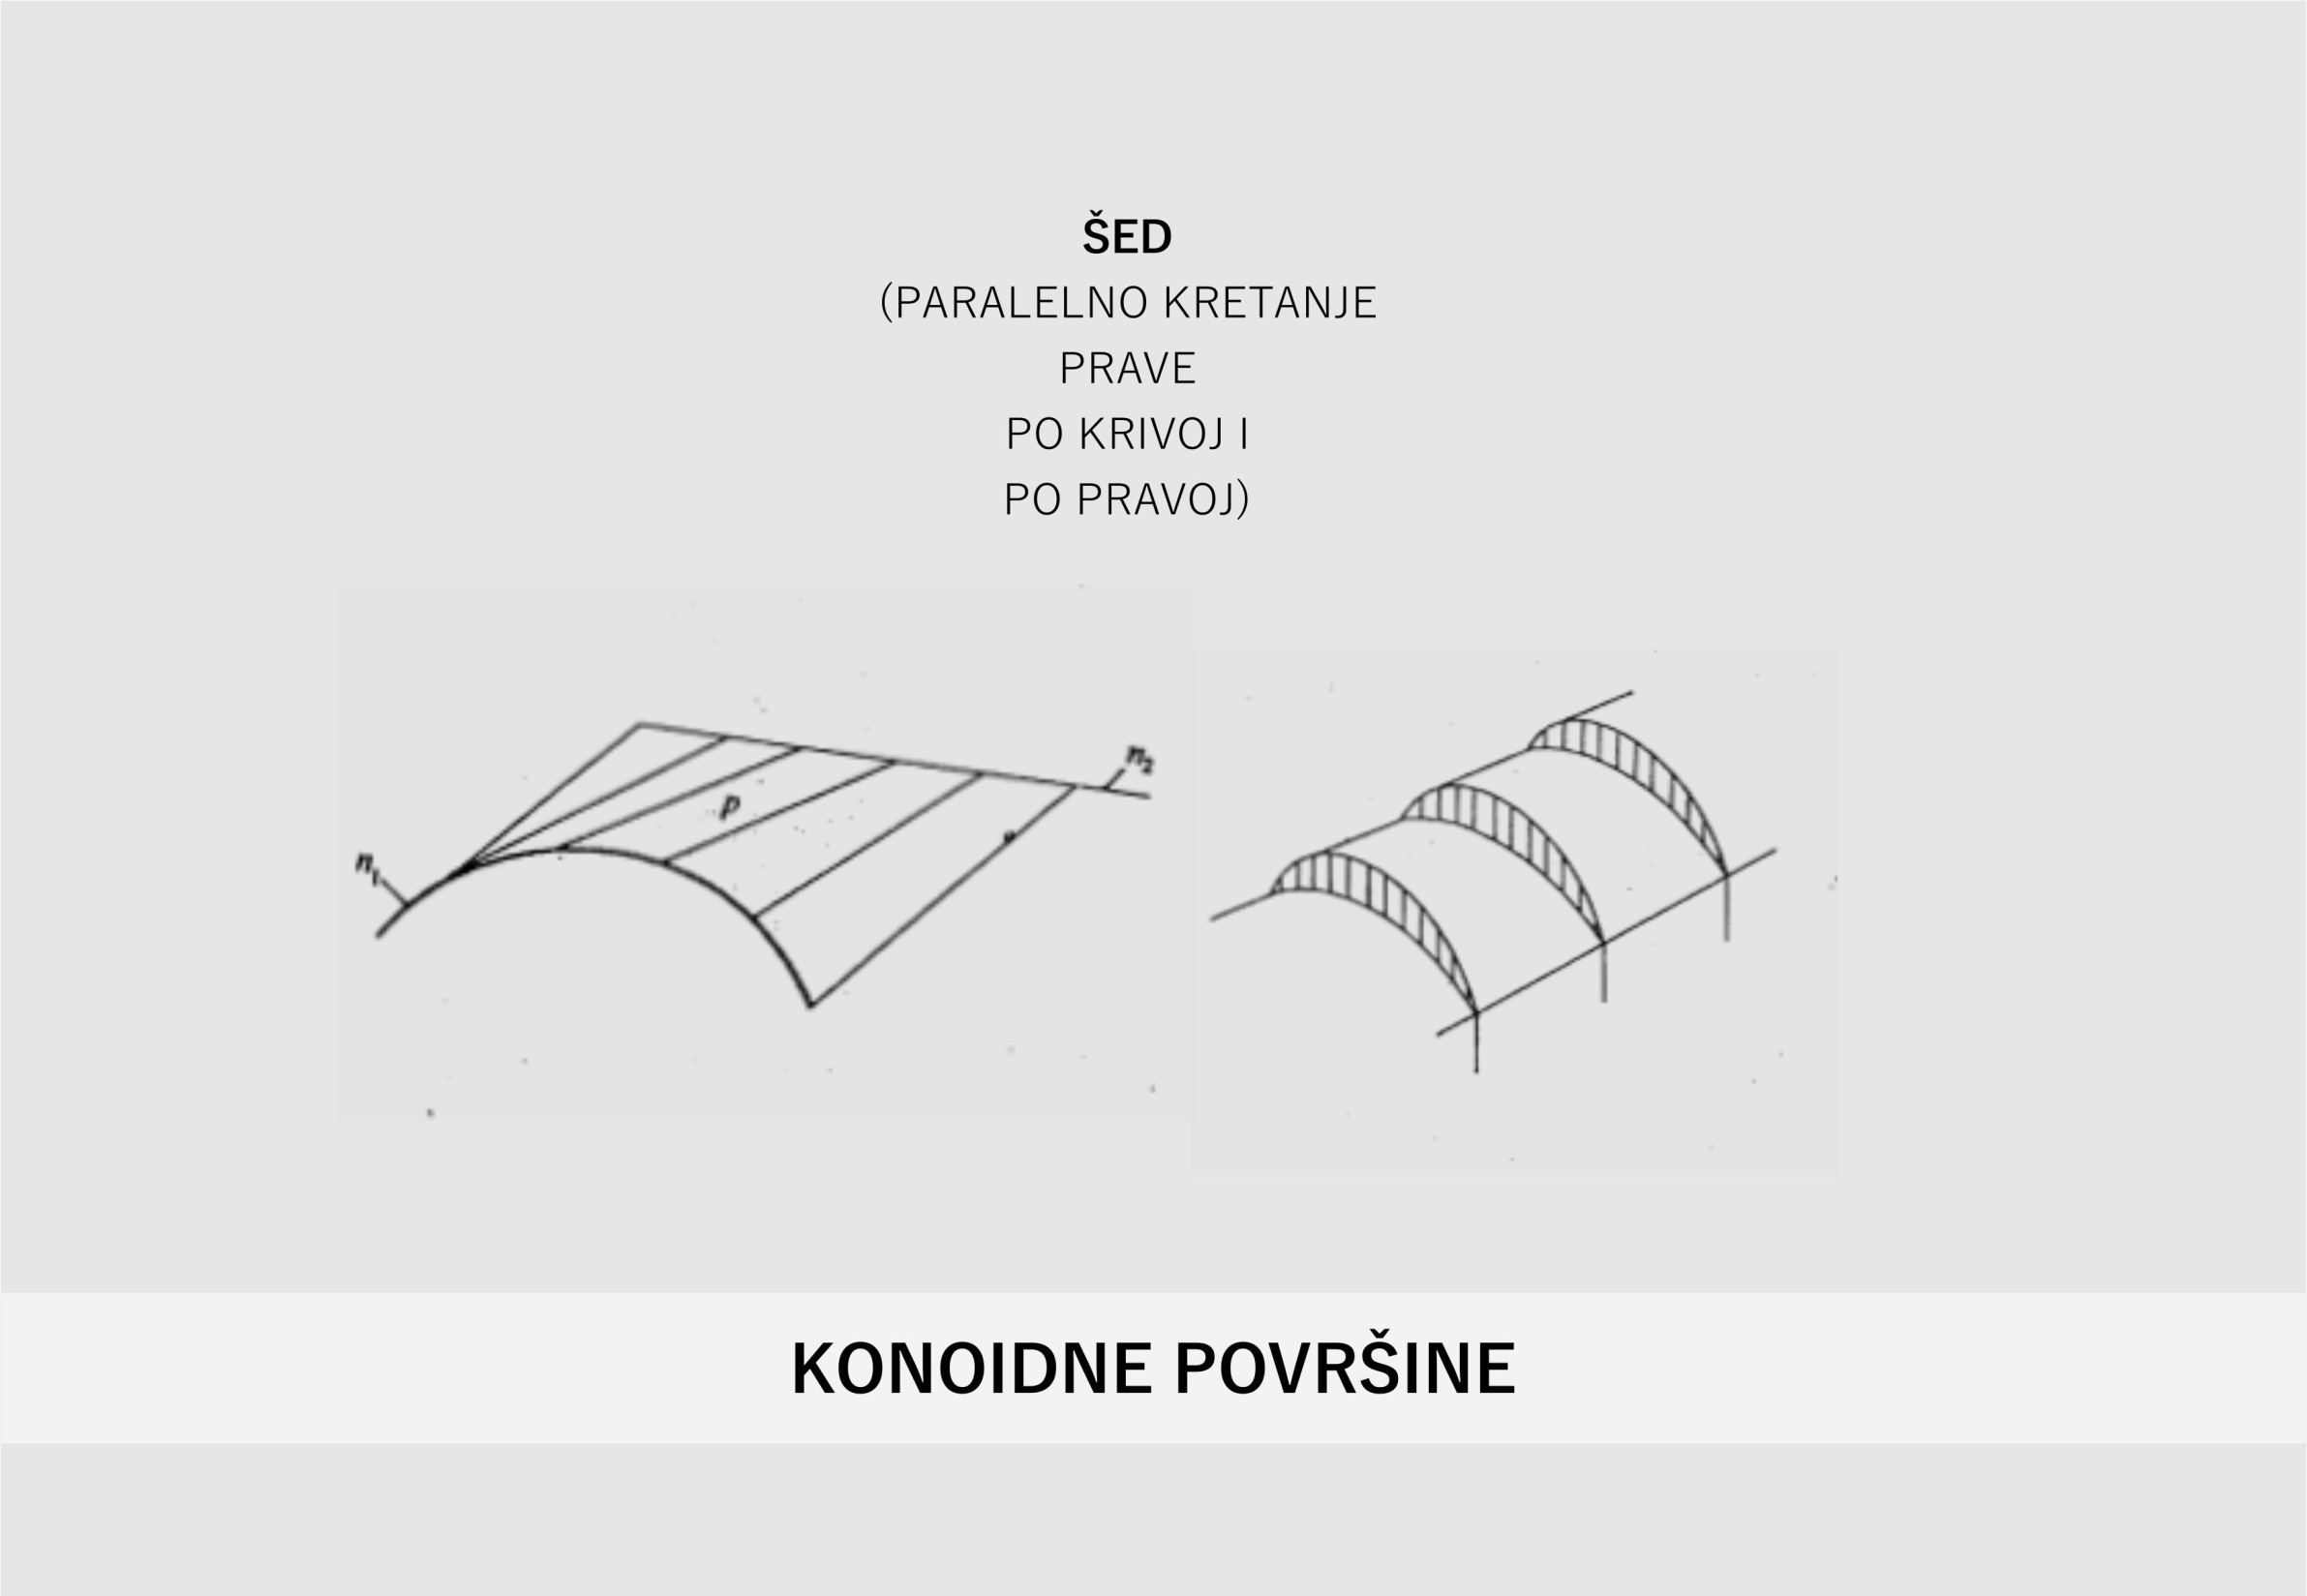 ŠED
(PARALELNO KRETANJE
PRAVE
PO KRIVOJ I
PO PRAVOJ)
n₁
p
n₂
KONOIDNE POVRŠINE